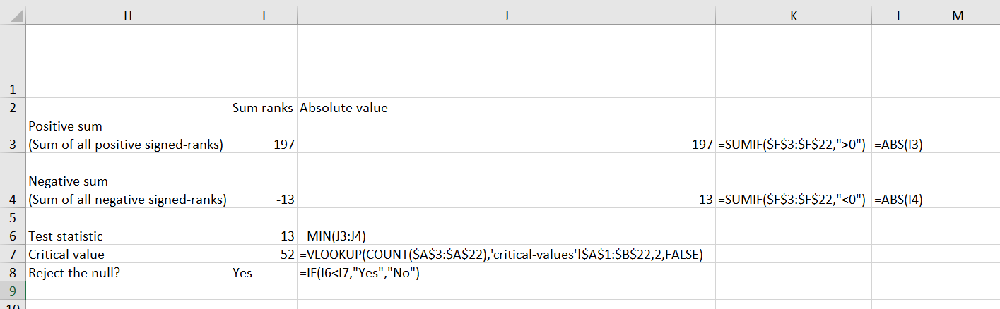 H I J K L M
1
2 Sum ranks Absolute value
Positive sum
3 (Sum of all positive signed-ranks) 197 197 =SUMIF($F$3:$F$22,">0") =ABS(I3)
Negative sum
4 (Sum of all negative signed-ranks) -13 13 =SUMIF($F$3:$F$22,"<0") =ABS(I4)
5
6 Test statistic 13 =MIN(J3:J4)
7 Critical value 52 =VLOOKUP(COUNT($A$3:$A$22),'critical-values'!$A$1:$B$22,2,FALSE)
8 Reject the null? Yes =IF(I6<I7,"Yes","No")
9
10